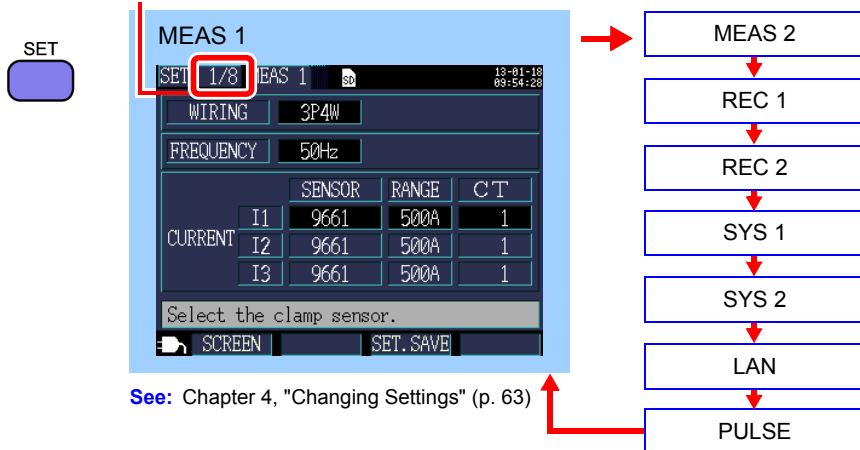 SET
MEAS 1
SET 1/8 MEAS 1 SD 13-01-18
09:54:28
WIRING 3P4W
FREQUENCY 50Hz
SENSOR RANGE CT
CURRENT
I1 9661 500A 1
I2 9661 500A 1
I3 9661 500A 1
Select the clamp sensor.
SCREEN SET.SAVE
See: Chapter 4, "Changing Settings" (p. 63)
MEAS 2
REC 1
REC 2
SYS 1
SYS 2
LAN
PULSE